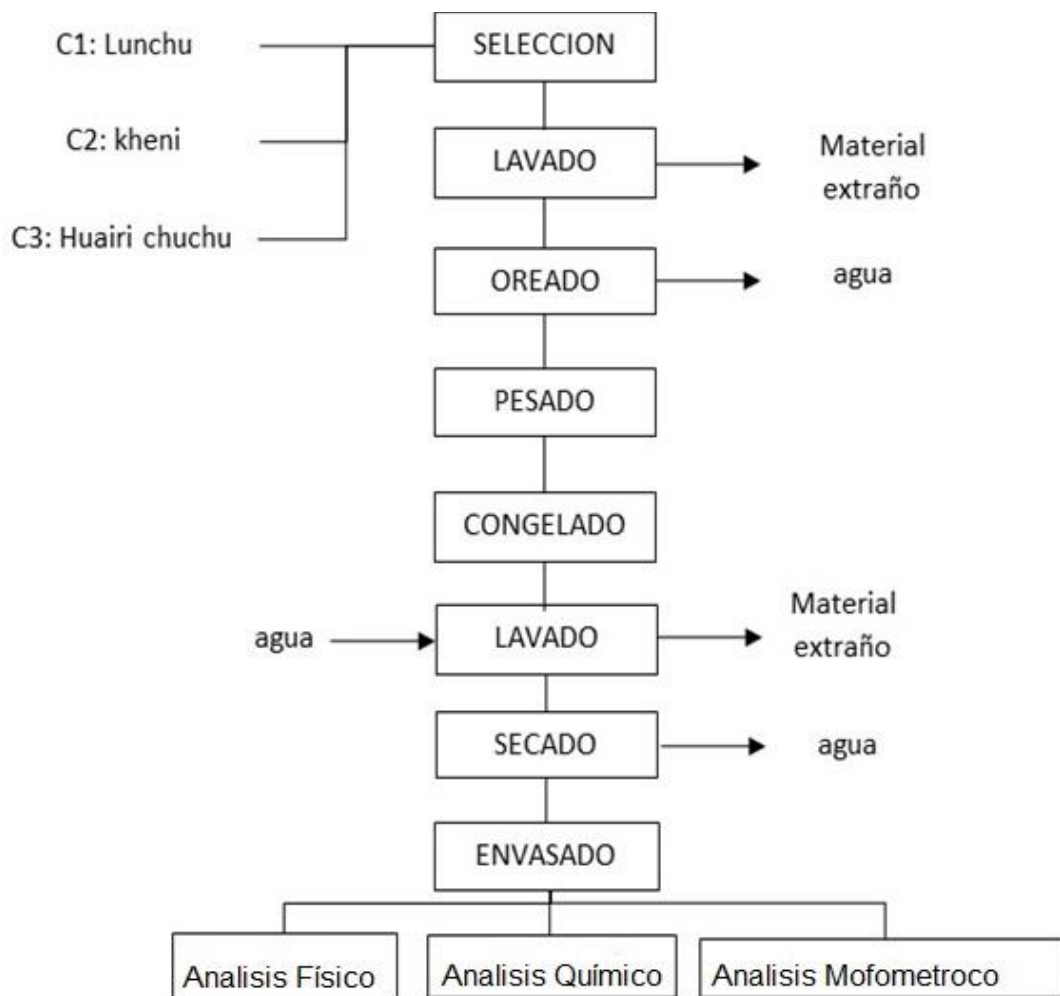 C1: Lunchu
SELECCION
C2: kheni
LAVADO
Material
extraño
C3: Huairi chuchu
OREADO
agua
PESADO
CONGELADO
agua
LAVADO
Material
extraño
SECADO
agua
ENVASADO
Analisis Físico
Analisis Químico
Analisis Mofometroco